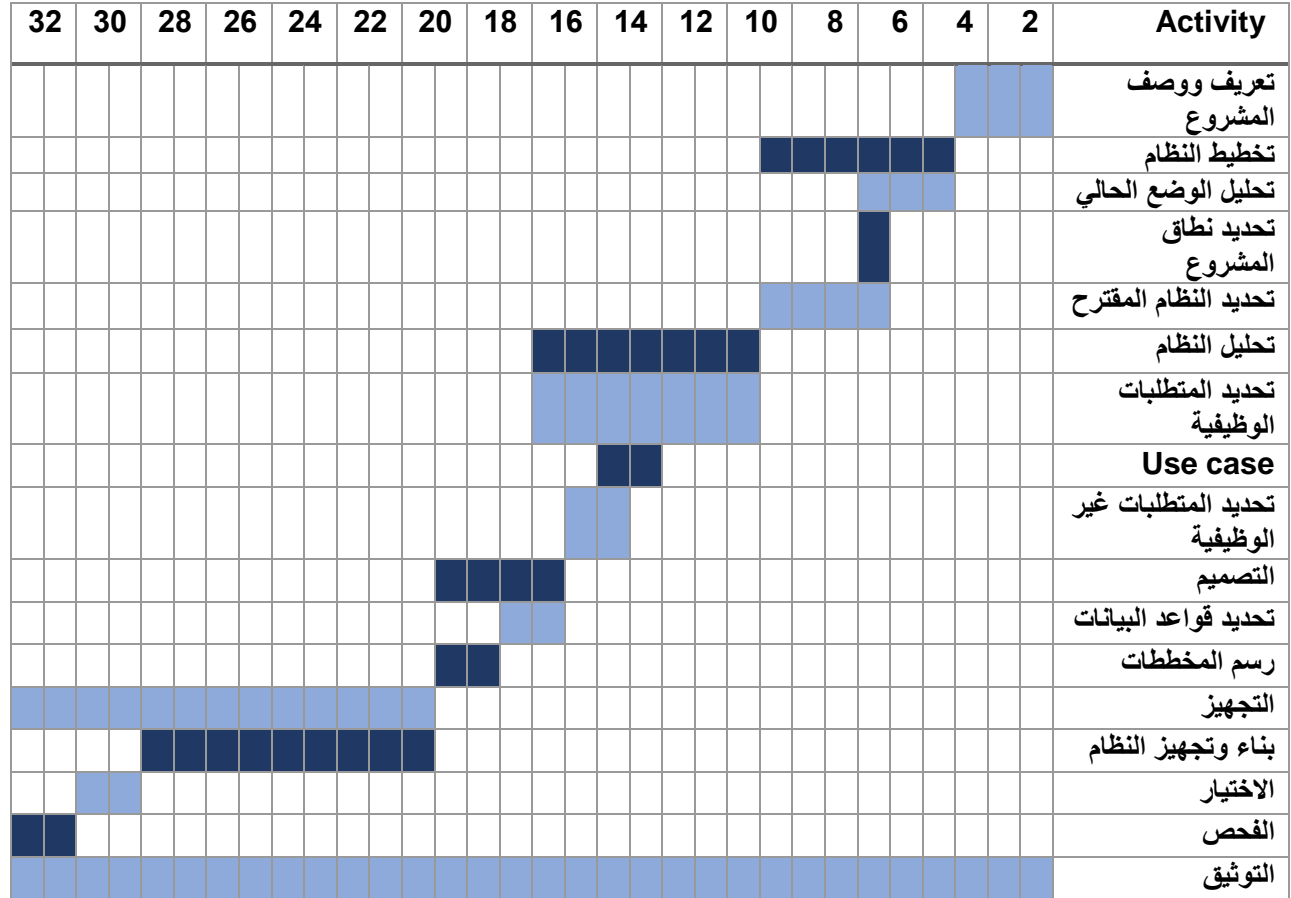 32 30 28 26 24 22 20 18 16 14 12 10 8 6 4 2 Activity
تعريف ووصف
المشروع
تخطيط النظام
تحليل الوضع الحالي
تحديد نطاق
المشروع
تحديد النظام المقترح
تحليل النظام
تحديد المتطلبات
الوظيفية
Use case
تحديد المتطلبات غير
الوظيفية
التصميم
تحديد قواعد البيانات
رسم المخططات
التجهيز
بناء وتجهيز النظام
الاختيار
الفحص
التوثيق